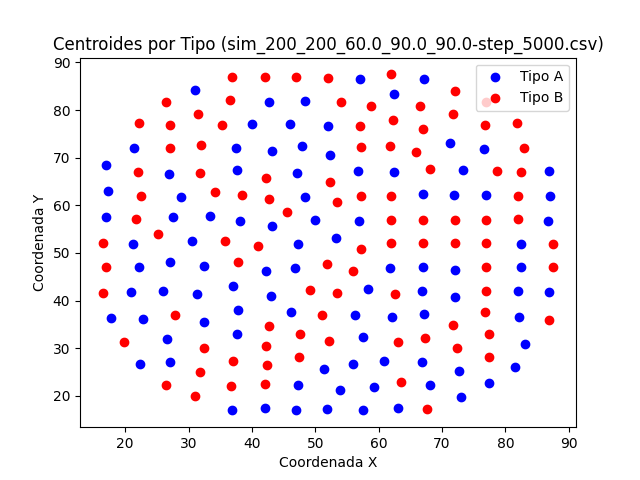 Centroides por Tipo (sim_200_200_60.0_90.0_90.0-step_5000.csv)
Tipo A
Tipo B
90
80
70
60
50
40
30
20
Coordenada Y
20 30 40 50 60 70 80 90
Coordenada X